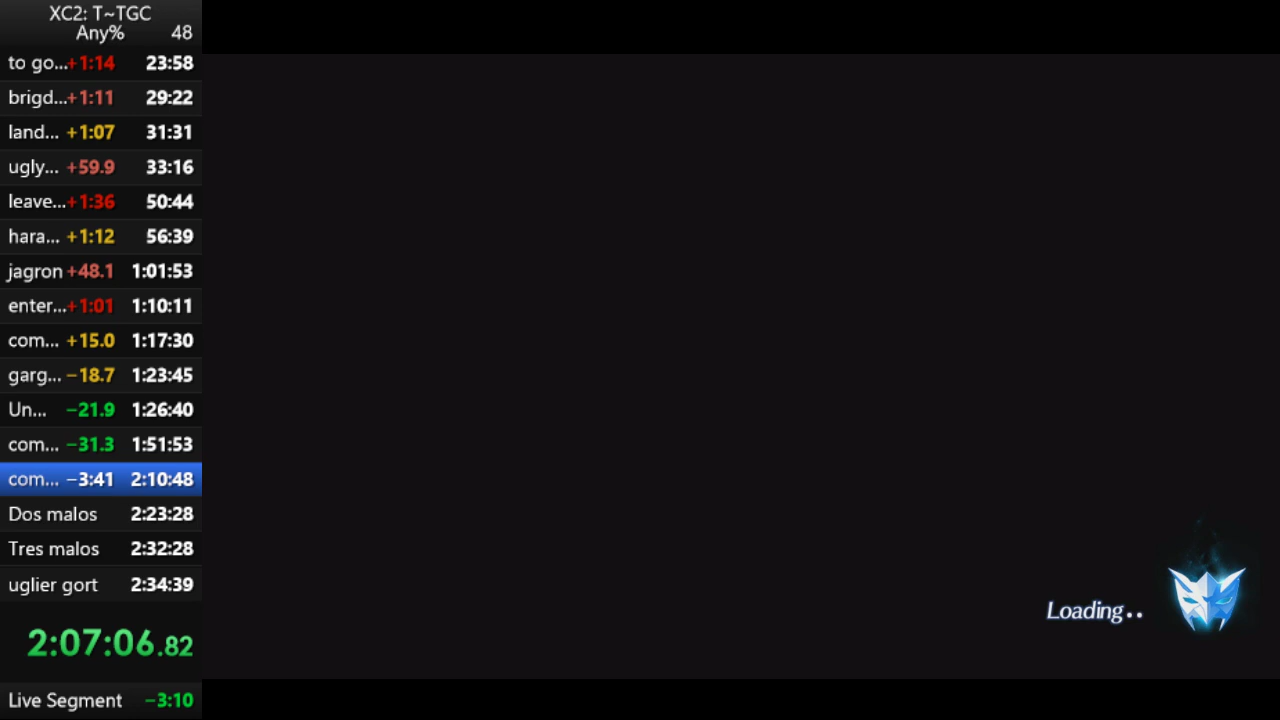 XC2: T~TGC
Any% 48
to go... +1:14 23:58
brigd... +1:11 29:22
land... +1:07 31:31
ugly... +59.9 33:16
leave... +1:36 50:44
hara... +1:12 56:39
jagron +48.1 1:01:53
enter... +1:01 1:10:11
com... +15.0 1:17:30
garg... −18.7 1:23:45
Un... −21.9 1:26:40
com... −31.3 1:51:53
com... −3:41 2:10:48
Dos malos 2:23:28
Tres malos 2:32:28
uglier gort 2:34:39
2:07:06.82
Loading..
Live Segment −3:10